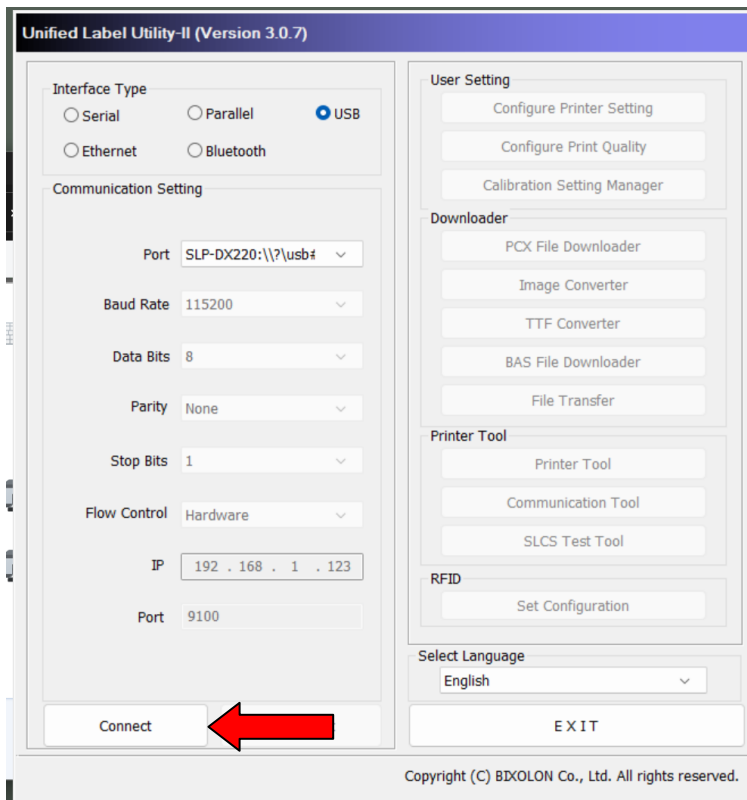 Unified Label Utility-II (Version 3.0.7)
Interface Type
Serial
Parallel
USB
Ethernet
Bluetooth
Communication Setting
Port SLP-DX220:\\?\usb#
Baud Rate 115200
Data Bits 8
Parity None
Stop Bits 1
Flow Control Hardware
IP 192 . 168 . 1 . 123
Port 9100
Connect
User Setting
Configure Printer Setting
Configure Print Quality
Calibration Setting Manager
Downloader
PCX File Downloader
Image Converter
TTF Converter
BAS File Downloader
File Transfer
Printer Tool
Printer Tool
Communication Tool
SLCS Test Tool
RFID
Set Configuration
Select Language
English
EXIT
Copyright (C) BIXOLON Co., Ltd. All rights reserved.